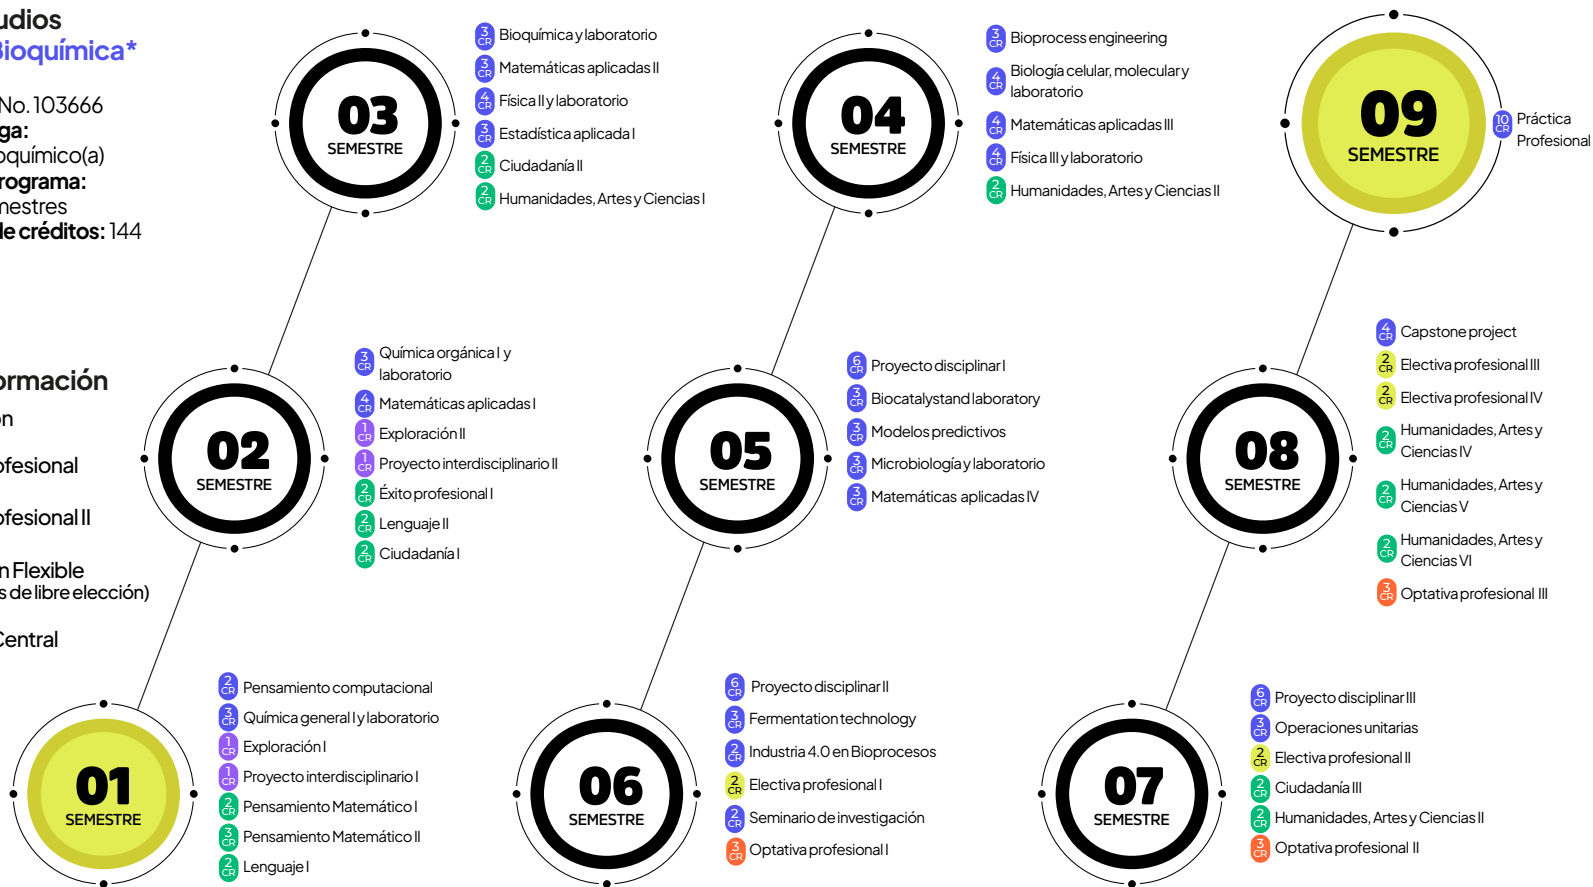 udios
Bioquímica*
No. 103666
ga:
oquímico(a)
rograma:
mestres
de créditos: 144
ormación
ón
ofesional
ofesional II
n Flexible
s de libre elección)
Central
01
SEMESTRE
2 CR Pensamiento computacional
3 CR Química general I y laboratorio
1 CR Exploración I
1 CR Proyecto interdisciplinario I
2 CR Pensamiento Matemático I
3 CR Pensamiento Matemático II
2 CR Lenguaje I
02
SEMESTRE
3 CR Química orgánica I y
laboratorio
4 CR Matemáticas aplicadas I
1 CR Exploración II
1 CR Proyecto interdisciplinario II
2 CR Éxito profesional I
2 CR Lenguaje II
2 CR Ciudadanía I
03
SEMESTRE
3 CR Bioquímica y laboratorio
3 CR Matemáticas aplicadas II
4 CR Física II y laboratorio
3 CR Estadística aplicada I
2 CR Ciudadanía II
2 CR Humanidades, Artes y Ciencias I
04
SEMESTRE
3 CR Bioprocess engineering
4 CR Biología celular, molecular y
laboratorio
4 CR Matemáticas aplicadas III
4 CR Física III y laboratorio
2 CR Humanidades, Artes y Ciencias II
05
SEMESTRE
6 CR Proyecto disciplinar I
3 CR Biocatalyst and laboratory
3 CR Modelos predictivos
3 CR Microbiología y laboratorio
3 CR Matemáticas aplicadas IV
06
SEMESTRE
6 CR Proyecto disciplinar II
3 CR Fermentation technology
2 CR Industria 4.0 en Bioprocesos
2 CR Electiva profesional I
2 CR Seminario de investigación
3 CR Optativa profesional I
07
SEMESTRE
6 CR Proyecto disciplinar III
3 CR Operaciones unitarias
2 CR Electiva profesional II
2 CR Ciudadanía III
2 CR Humanidades, Artes y Ciencias II
3 CR Optativa profesional II
08
SEMESTRE
4 CR Capstone project
2 CR Electiva profesional III
2 CR Electiva profesional IV
2 CR Humanidades, Artes y
Ciencias IV
2 CR Humanidades, Artes y
Ciencias V
2 CR Humanidades, Artes y
Ciencias VI
3 CR Optativa profesional III
09
SEMESTRE
10 CR Práctica
Profesional